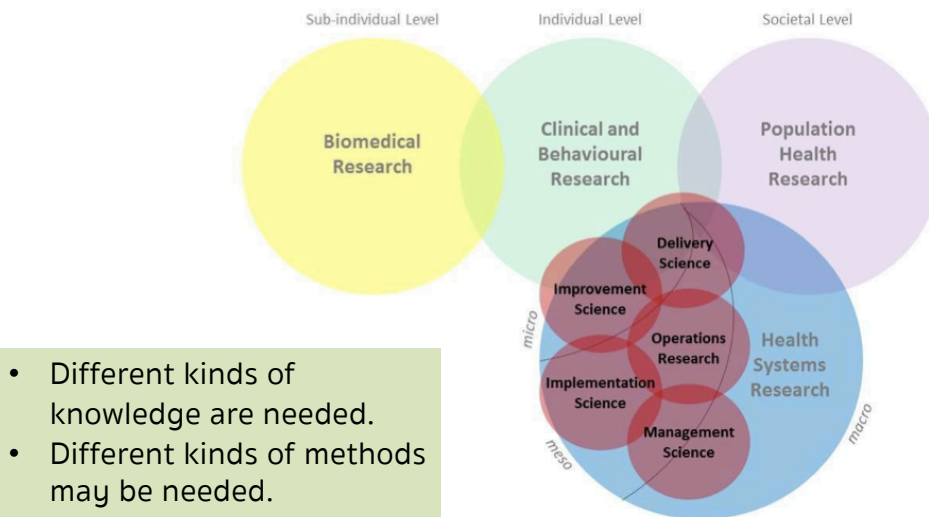 Sub-individual Level
Individual Level
Societal Level
Biomedical
Research
Clinical and
Behavioural
Research
Population
Health
Research
Delivery
Science
Improvement
Science
Operations
Research
Implementation
Science
Management
Science
Health
Systems
Research
micro
meso
macro
• Different kinds of
knowledge are needed.
• Different kinds of methods
may be needed.